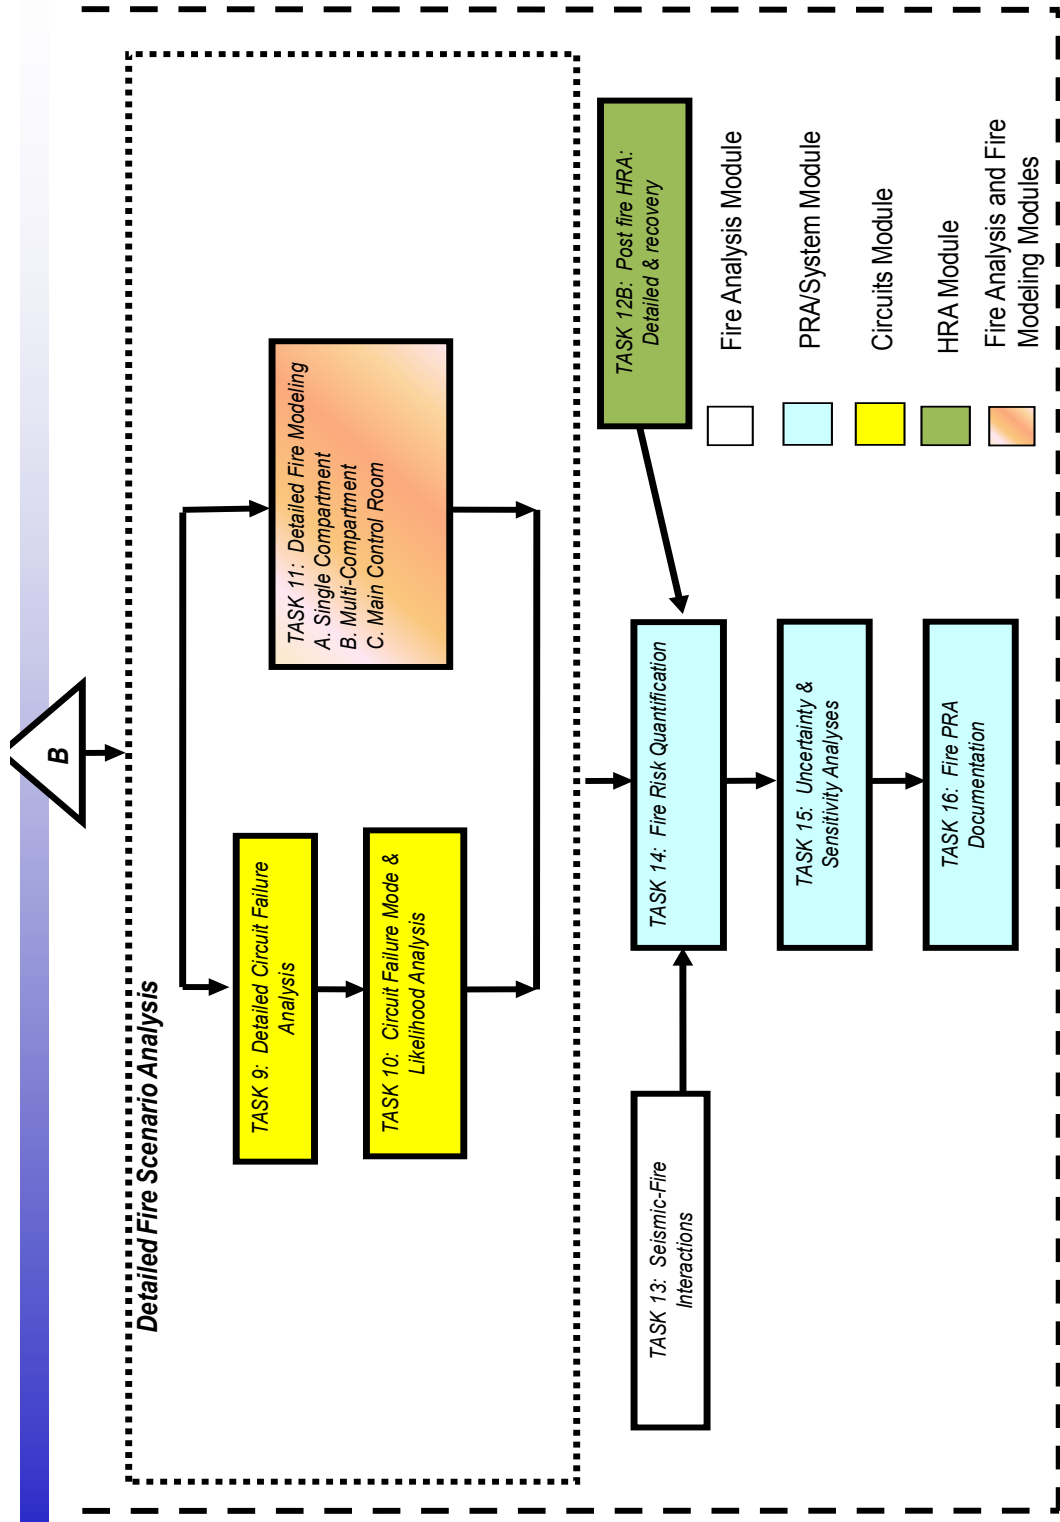 B
Detailed Fire Scenario Analysis
TASK 9: Detailed Circuit Failure
Analysis
TASK 10: Circuit Failure Mode &
Likelihood Analysis
TASK 11: Detailed Fire Modeling
A. Single Compartment
B. Multi-Compartment
C. Main Control Room
TASK 13: Seismic-Fire
Interactions
TASK 14: Fire Risk Quantification
TASK 12B: Post fire HRA:
Detailed & recovery
TASK 15: Uncertainty &
Sensitivity Analyses
TASK 16: Fire PRA
Documentation
Fire Analysis Module
PRA/System Module
Circuits Module
HRA Module
Fire Analysis and Fire
Modeling Modules